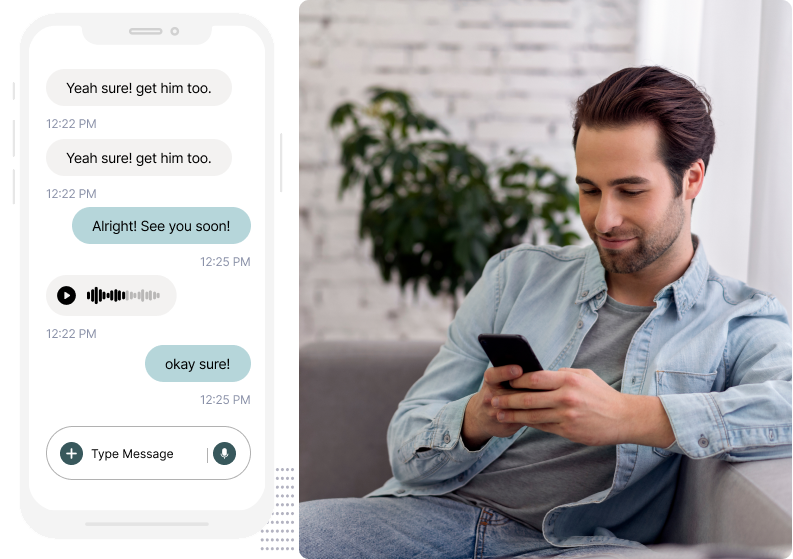 Yeah sure! get him too.
12:22 PM
Yeah sure! get him too.
12:22 PM
Alright! See you soon!
12:25 PM
12:22 PM
okay sure!
12:25 PM
Type Message